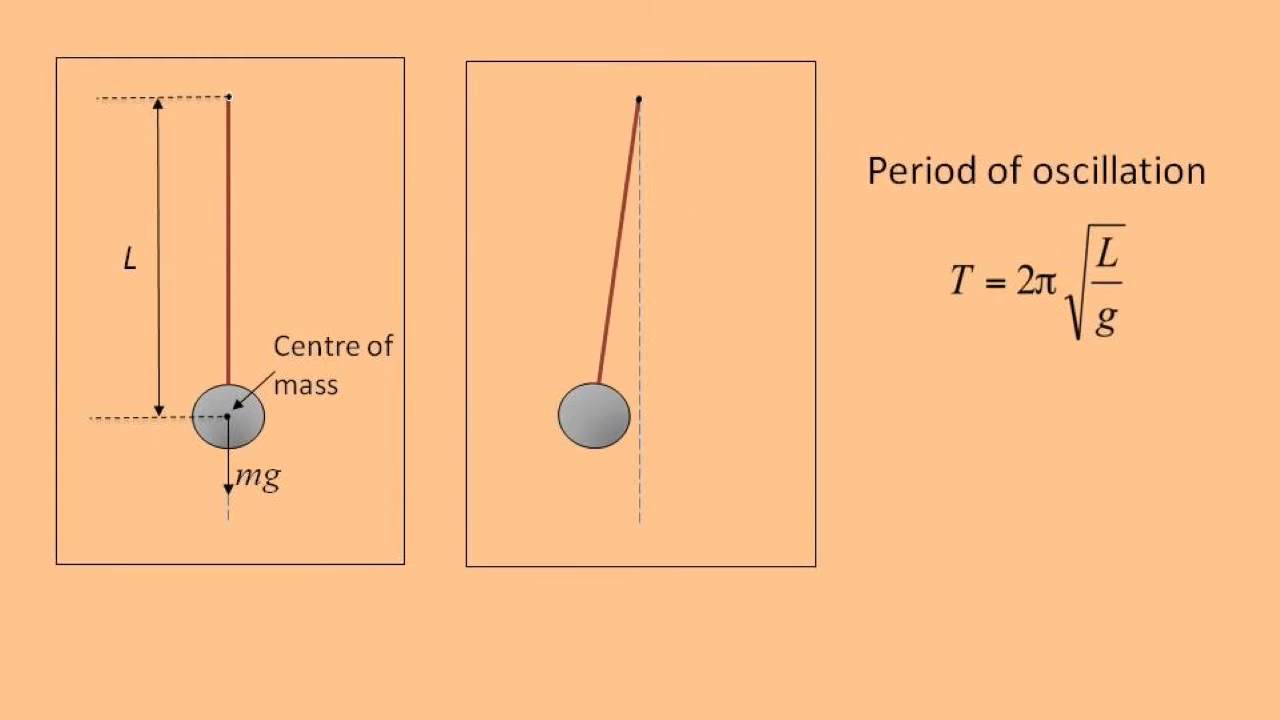 L
Centre of
mass
mg
Period of oscillation
T = 2π√(L/g)